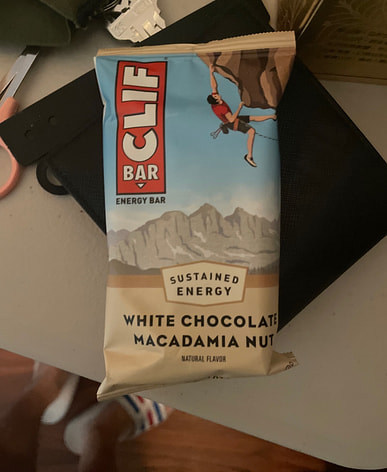 CLIF
BAR
ENERGY BAR
SUSTAINED
ENERGY
WHITE CHOCOLATE
MACADAMIA NUT
NATURAL FLAVOR